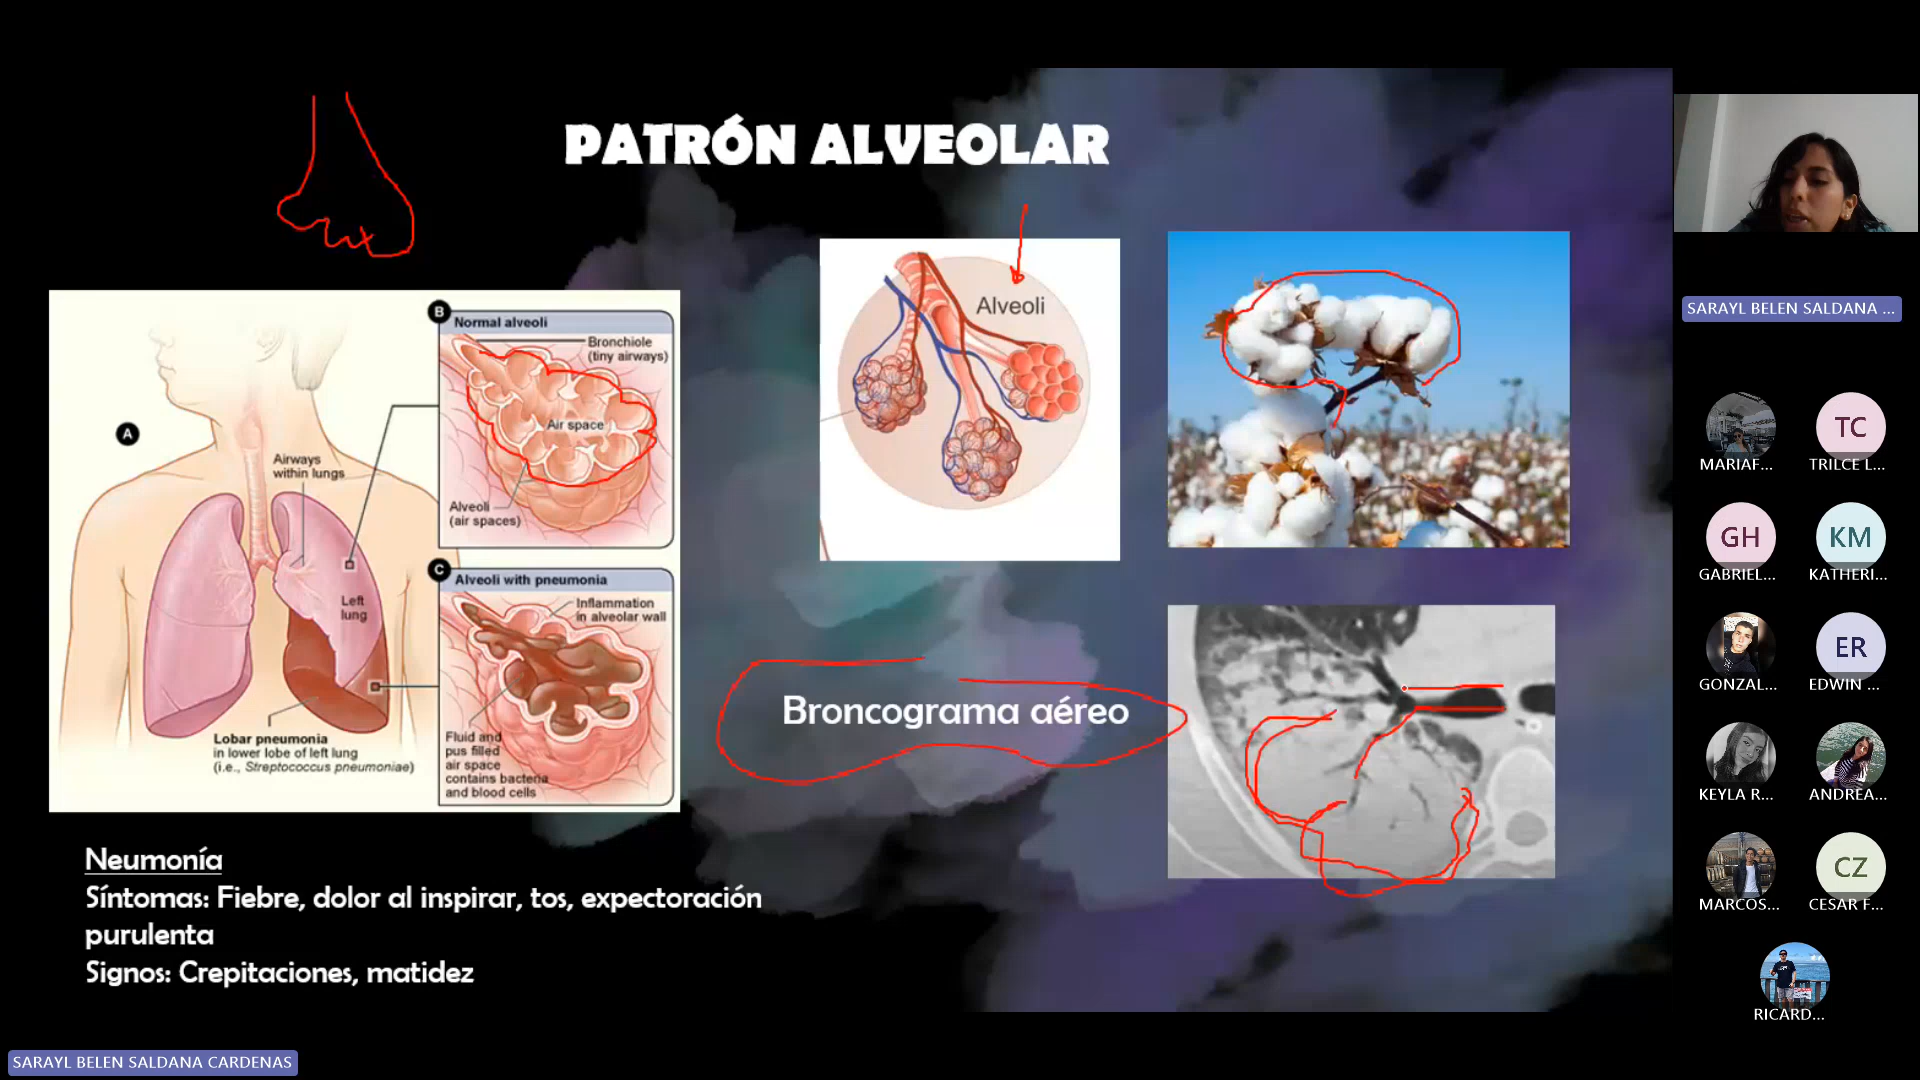 PATRÓN ALVEOLAR
A
Airways
within lungs
Left
lung
Lobar pneumonia
in lower lobe of left lung
(i.e., Streptococcus pneumoniae)
B
Normal alveoli
Bronchiole
(tiny airways)
Air space
Alveoli
(air spaces)
C
Alveoli with pneumonia
Inflammation
in alveolar wall
Fluid and
pus filled
air space
contains bacteria
and blood cells
Alveoli
Broncograma aéreo
Neumonía
Síntomas: Fiebre, dolor al inspirar, tos, expectoración
purulenta
Signos: Crepitaciones, matidez
SARAYL BELEN SALDANA CARDENAS
SARAYL BELEN SALDANA ...
MARIAF...
TC
TRILCE L...
GH
GABRIEL...
KM
KATHERI...
GONZAL...
ER
EDWIN ...
KEYLA R...
ANDREA...
MARCOS...
CZ
CESAR F...
RICARD...